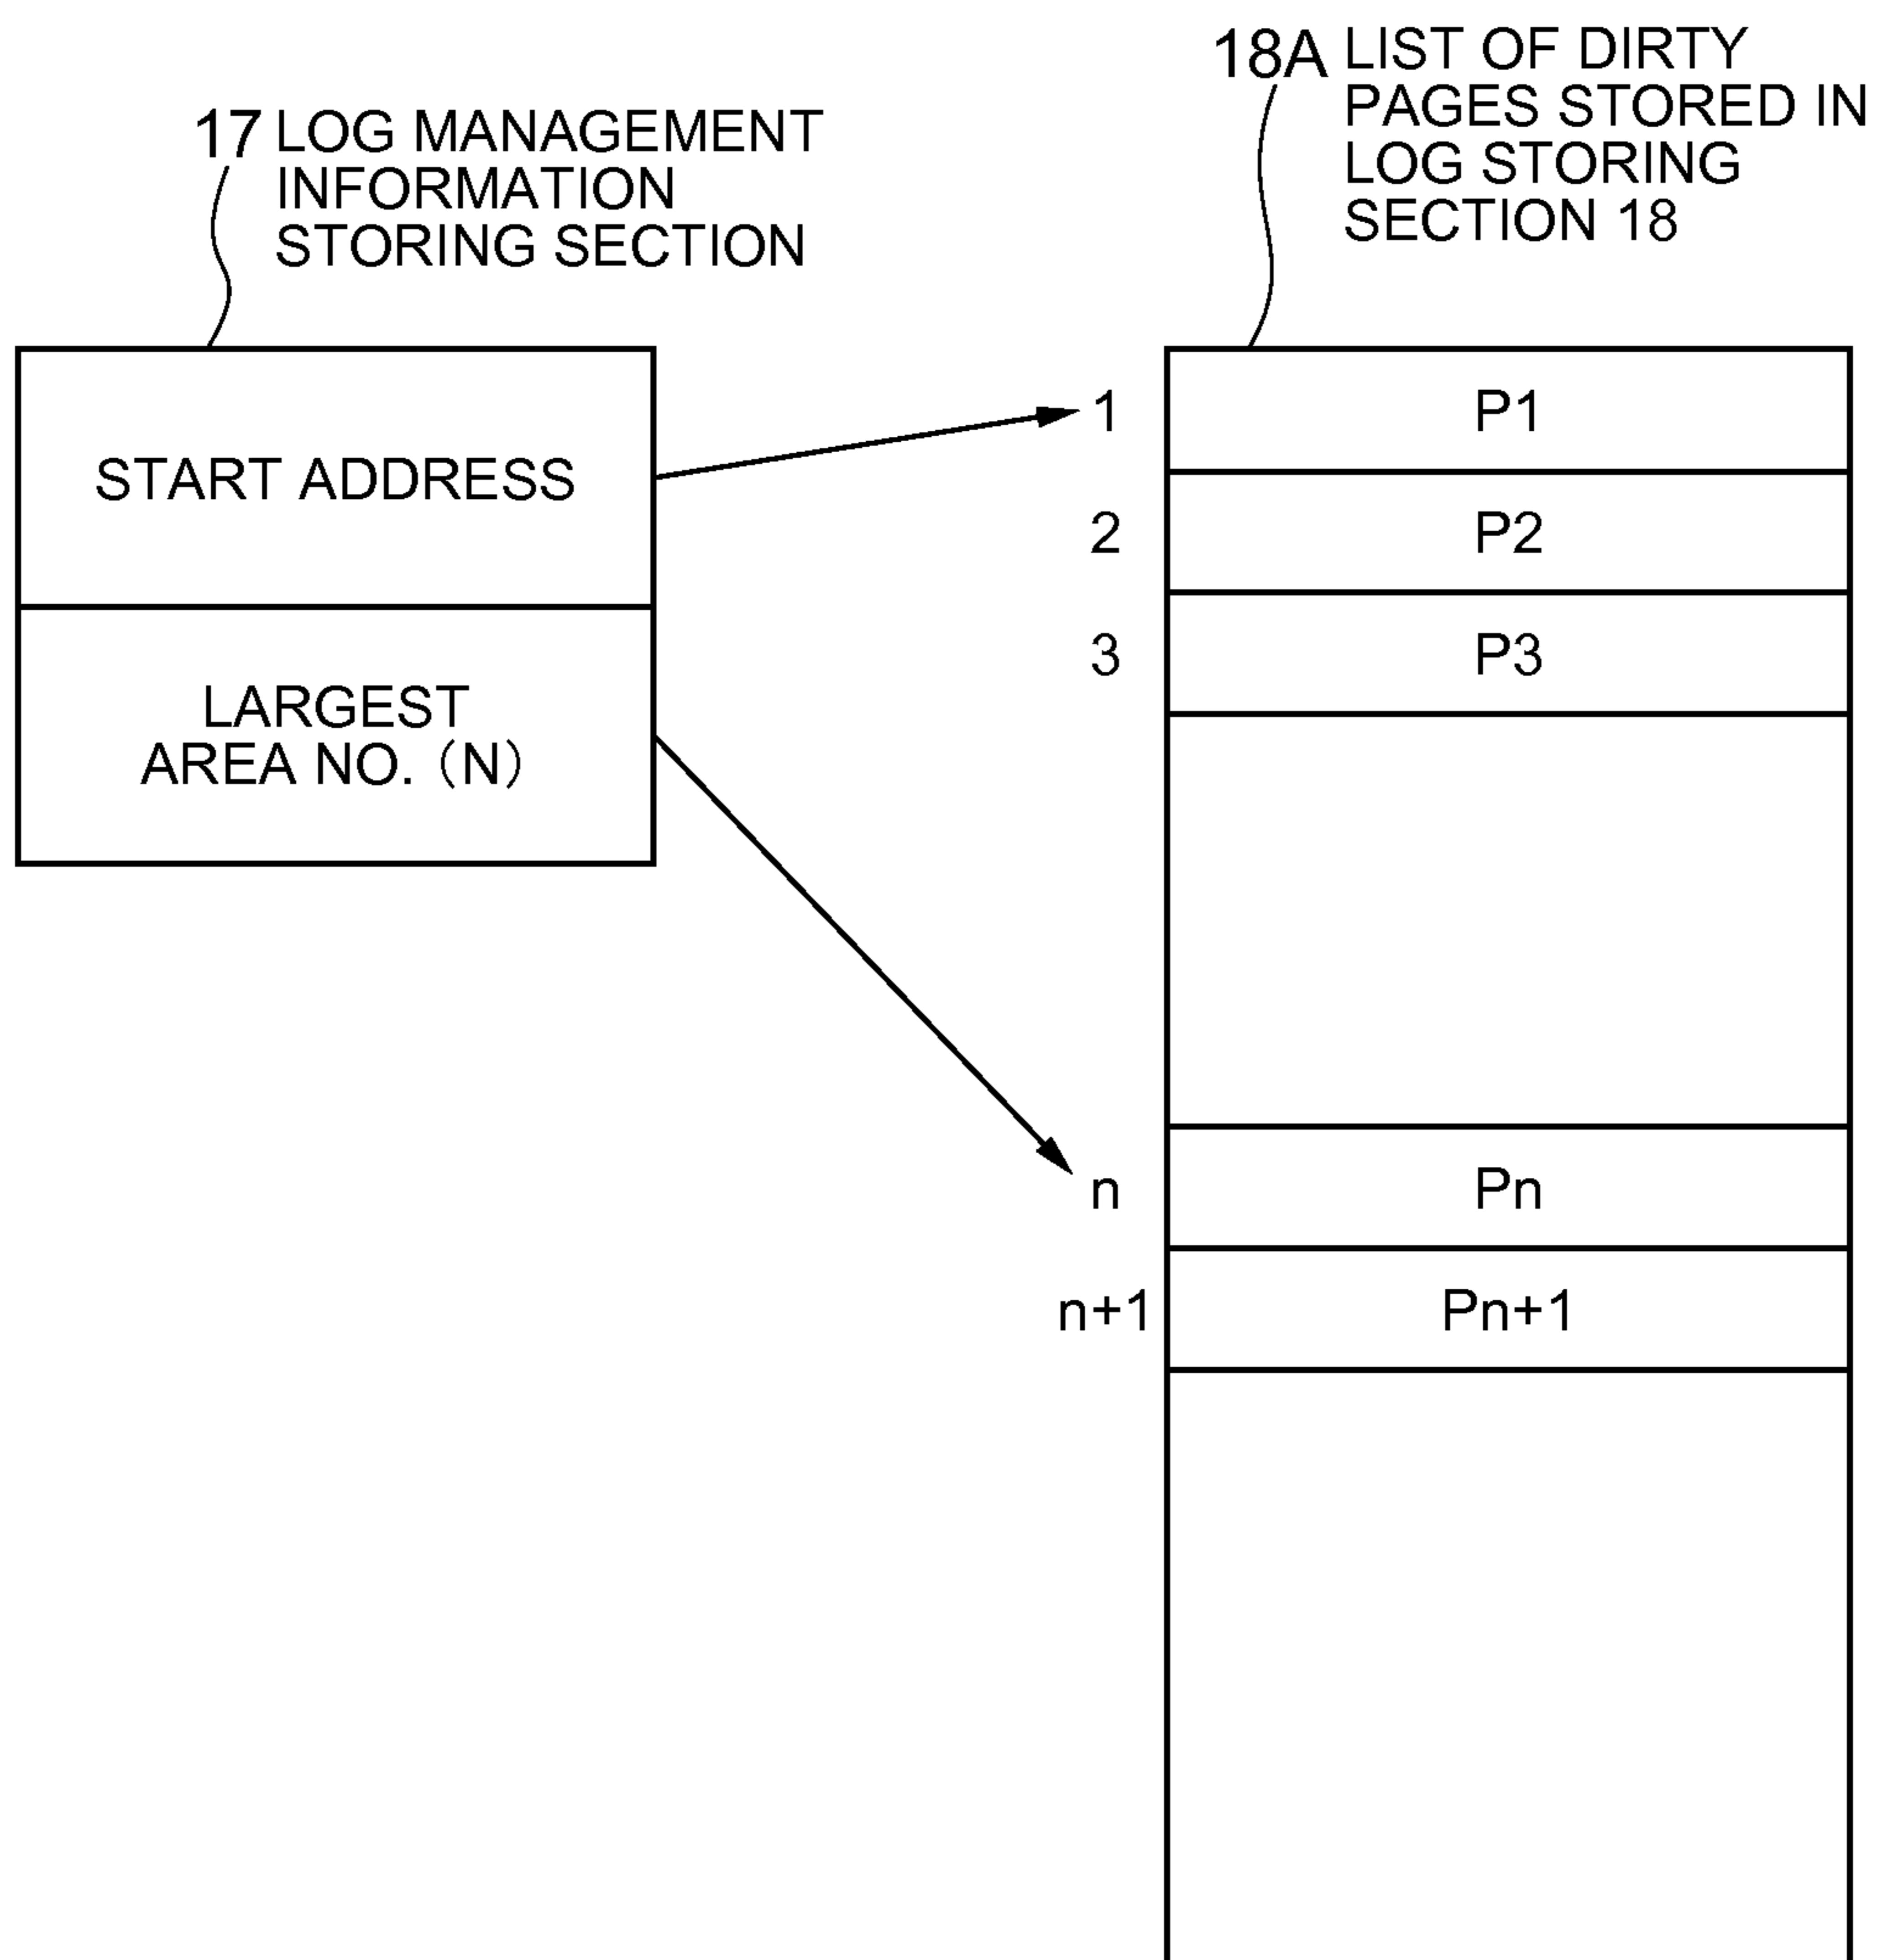 18A LIST OF DIRTY
PAGES STORED IN
LOG STORING
SECTION 18
17 LOG MANAGEMENT
INFORMATION
STORING SECTION
START ADDRESS
LARGEST
AREA NO. (N)
1 P1
2 P2
3 P3
n Pn
n+1 Pn+1